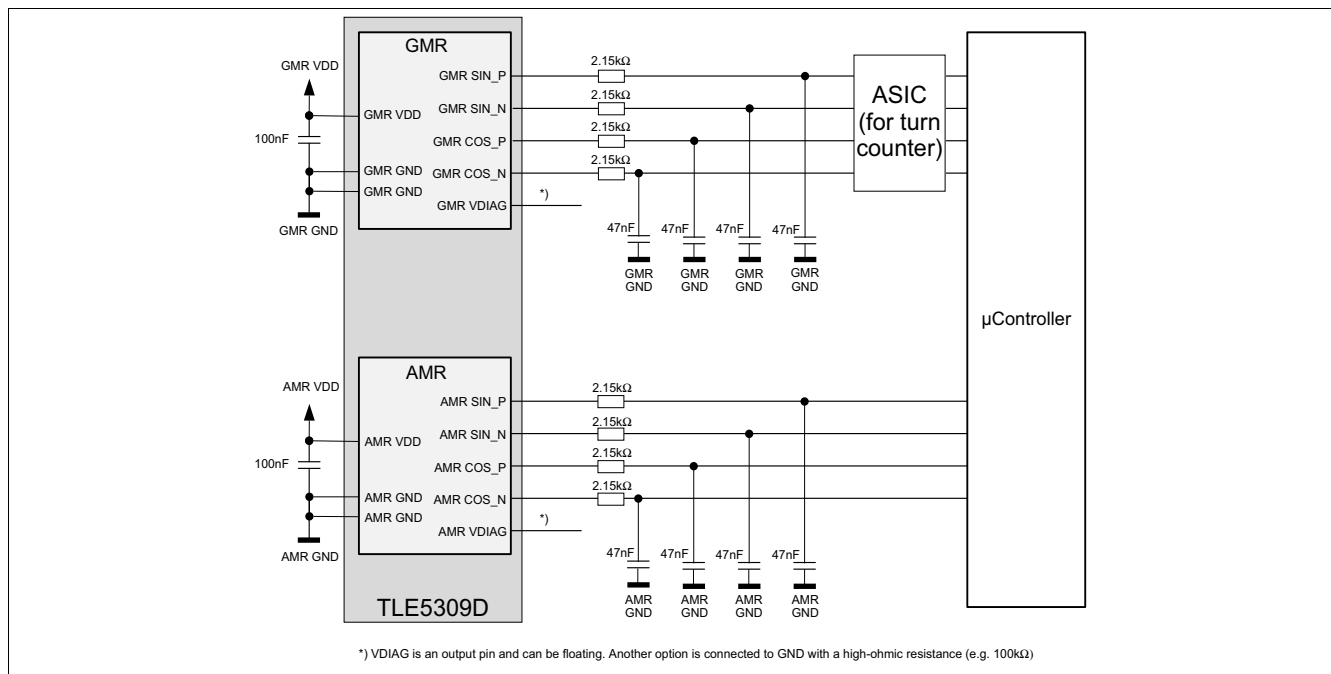 GMR
GMR VDD
GMR SIN_P
2.15kΩ
GMR VDD
GMR SIN_N
2.15kΩ
100nF
GMR COS_P
2.15kΩ
GMR GND
GMR COS_N
2.15kΩ
GMR GND
GMR VDIAG
*)
GMR GND
ASIC
(for turn
counter)
47nF
47nF
47nF
47nF
GMR
GND
GMR
GND
GMR
GND
GMR
GND
µController
AMR
AMR VDD
AMR SIN_P
2.15kΩ
AMR VDD
AMR SIN_N
2.15kΩ
100nF
AMR COS_P
2.15kΩ
AMR GND
AMR COS_N
2.15kΩ
AMR GND
AMR VDIAG
*)
AMR GND
47nF
47nF
47nF
47nF
AMR
GND
AMR
GND
AMR
GND
AMR
GND
TLE5309D
*) VDIAG is an output pin and can be floating. Another option is connected to GND with a high-ohmic resistance (e.g. 100kΩ)